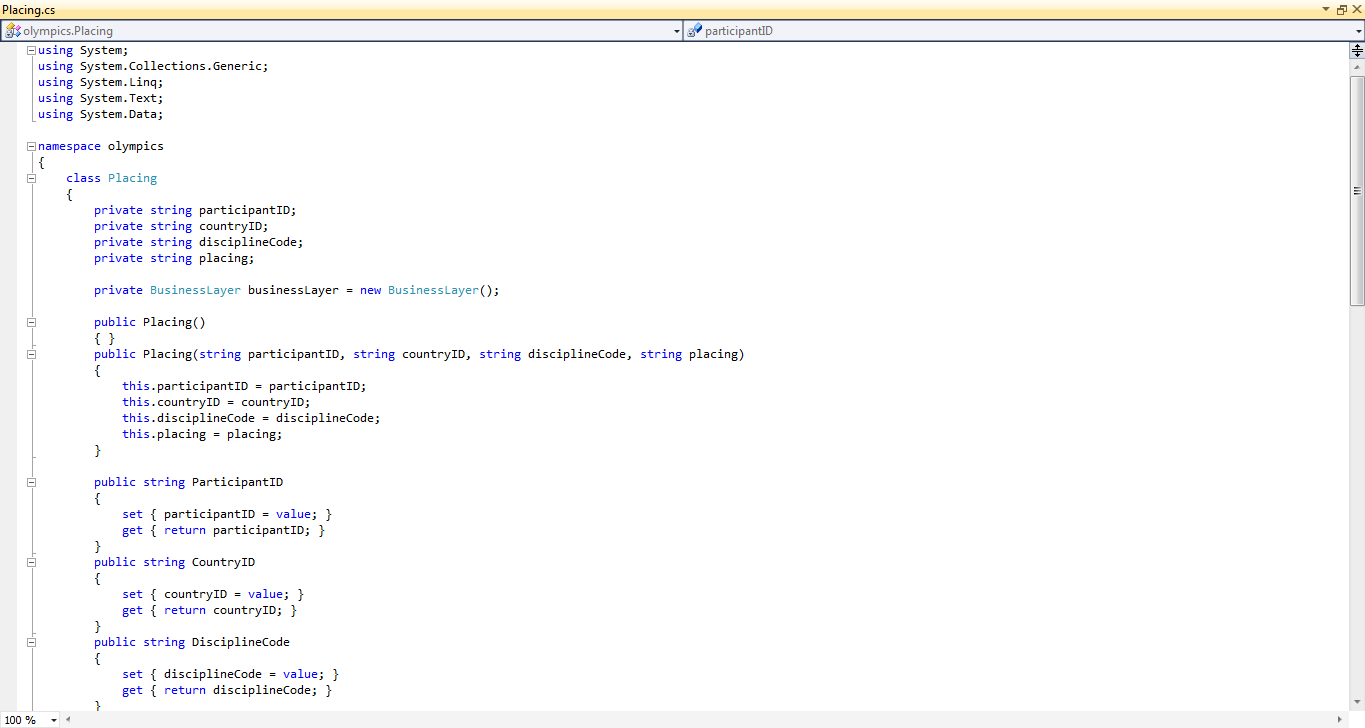 Placing.cs
olympics.Placing
participantID
using System;
using System.Collections.Generic;
using System.Linq;
using System.Text;
using System.Data;
namespace olympics
{
class Placing
{
private string participantID;
private string countryID;
private string disciplineCode;
private string placing;
private BusinessLayer businessLayer = new BusinessLayer();
public Placing()
{ }
public Placing(string participantID, string countryID, string disciplineCode, string placing)
{
this.participantID = participantID;
this.countryID = countryID;
this.disciplineCode = disciplineCode;
this.placing = placing;
}
public string ParticipantID
{
set { participantID = value; }
get { return participantID; }
}
public string CountryID
{
set { countryID = value; }
get { return countryID; }
}
public string DisciplineCode
{
set { disciplineCode = value; }
get { return disciplineCode; }
}
100 %